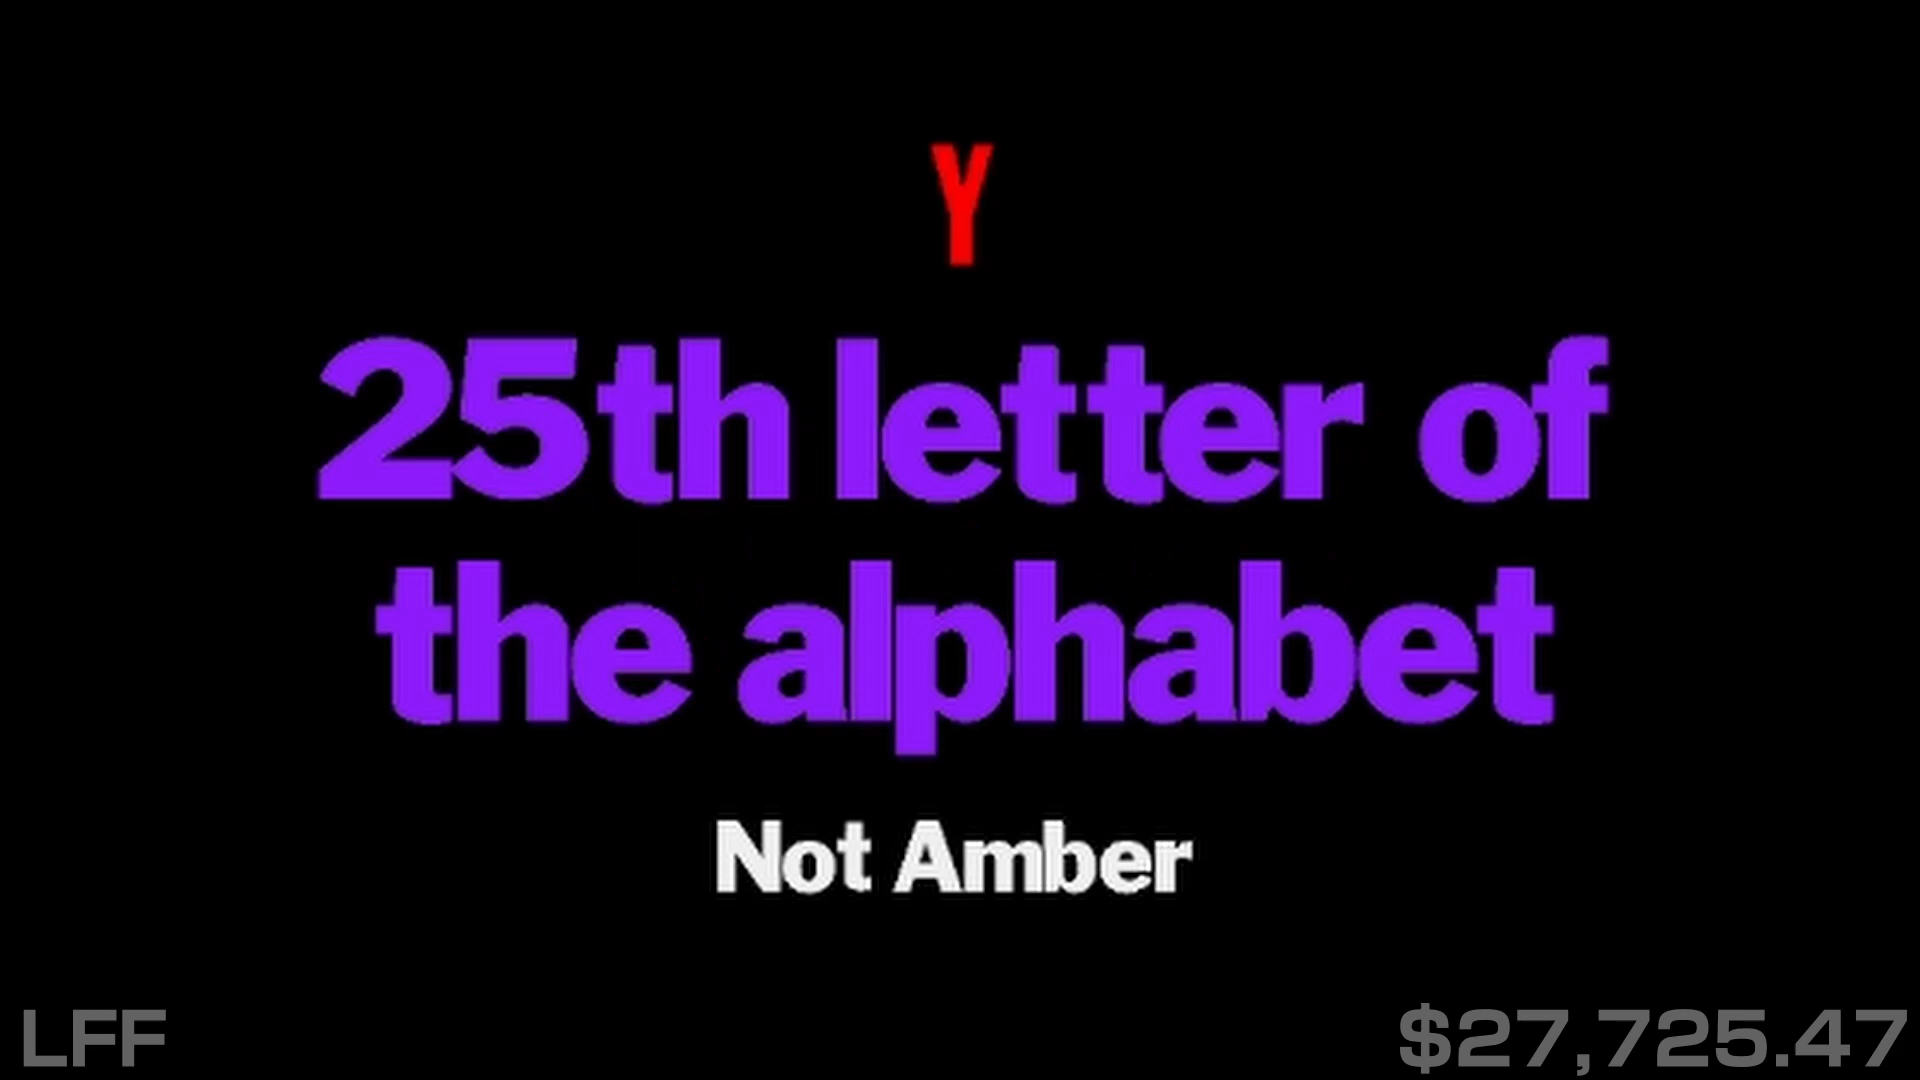 Y
25th letter of
the alphabet
Not Amber
LFF
$27,725.47